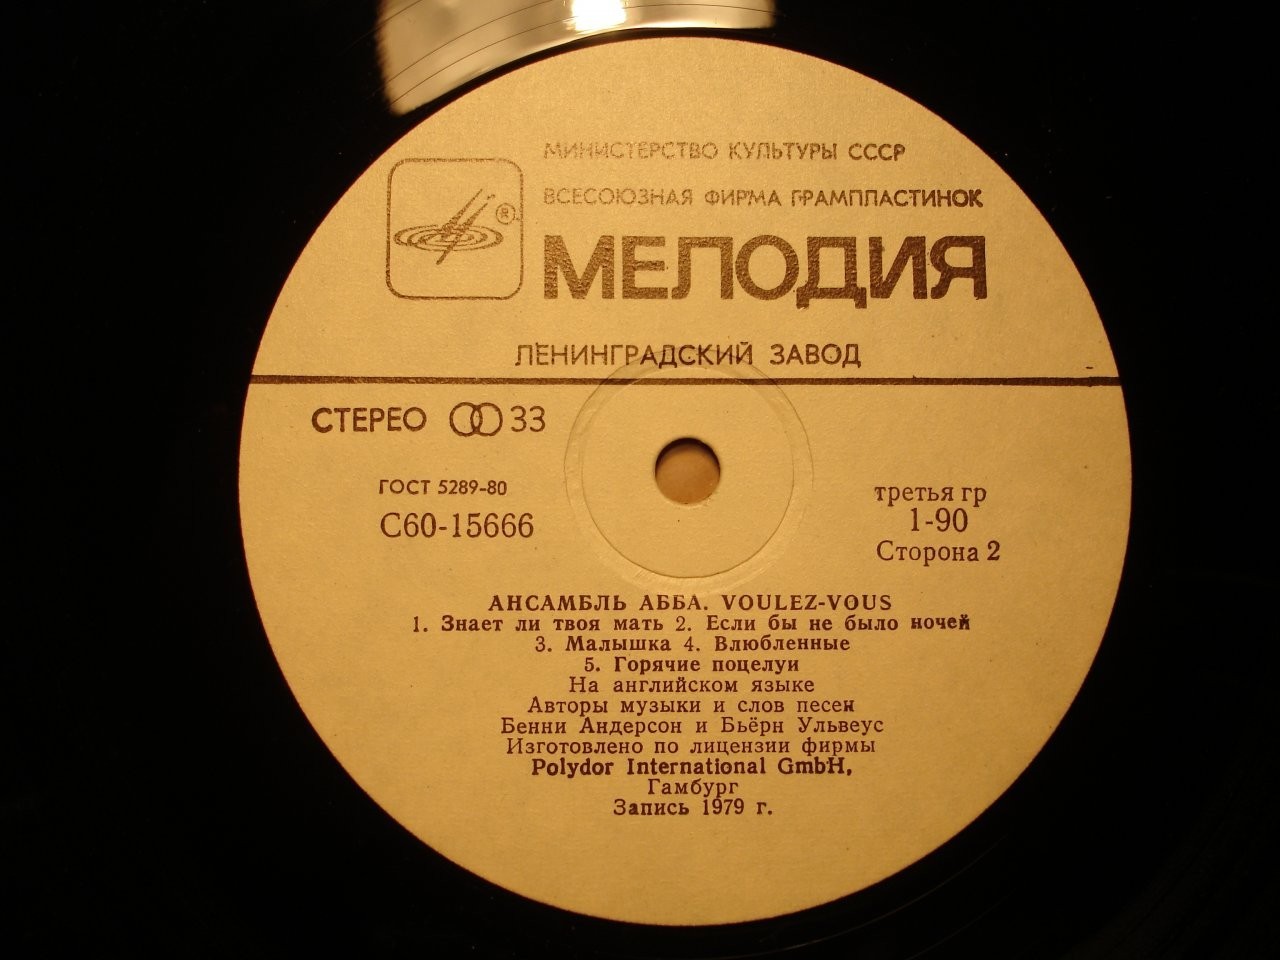 МИНИСТЕРСТВО КУЛЬТУРЫ СССР
ВСЕСОЮЗНАЯ ФИРМА ГРАМПЛАСТИНОК
®
МЕЛОДИЯ
ЛЕНИНГРАДСКИЙ ЗАВОД
СТЕРЕО 33
ГОСТ 5289-80
С60-15666
третья гр
1-90
Сторона 2
АНСАМБЛЬ АББА. VOULEZ-VOUS
1. Знает ли твоя мать 2. Если бы не было ночей
3. Малышка 4. Влюбленные
5. Горячие поцелуи
На английском языке
Авторы музыки и слов песен
Бенни Андерсон и Бьёрн Ульвеус
Изготовлено по лицензии фирмы
Polydor International GmbH,
Гамбург
Запись 1979 г.